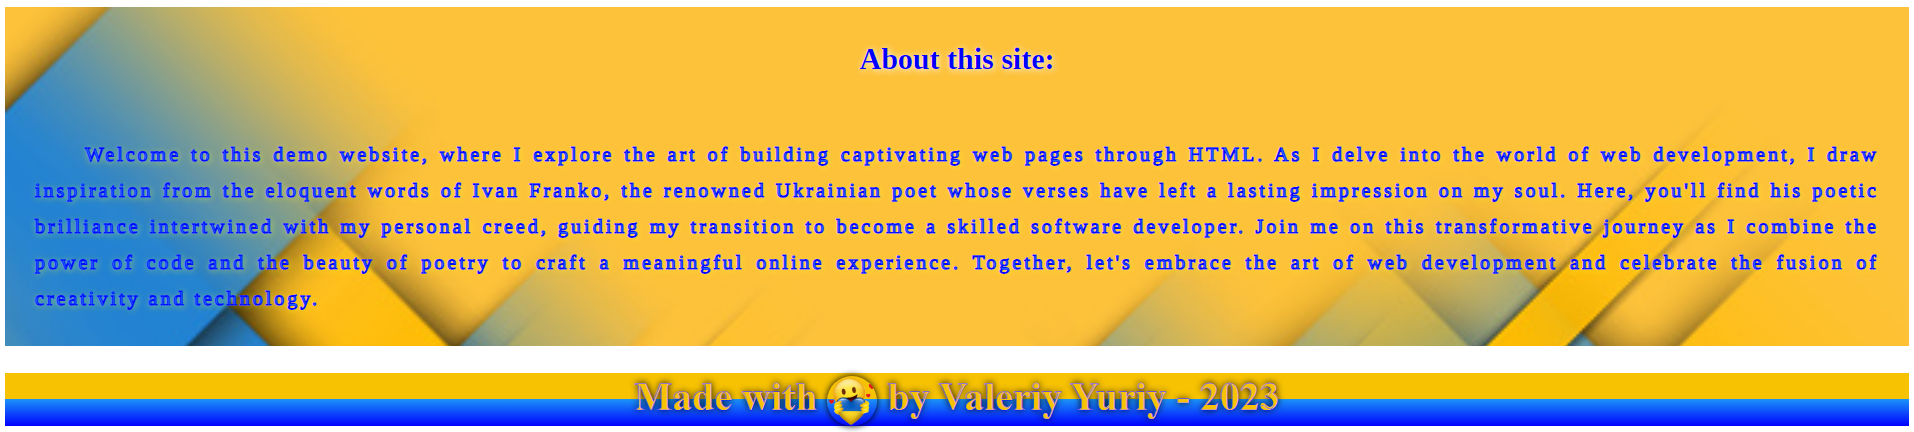 About this site:
Welcome to this demo website, where I explore the art of building captivating web pages through HTML. As I delve into the world of web development, I draw
inspiration from the eloquent words of Ivan Franko, the renowned Ukrainian poet whose verses have left a lasting impression on my soul. Here, you'll find his poetic
brilliance intertwined with my personal creed, guiding my transition to become a skilled software developer. Join me on this transformative journey as I combine the
power of code and the beauty of poetry to craft a meaningful online experience. Together, let's embrace the art of web development and celebrate the fusion of
creativity and technology.
Made with by Valeriy Yuriy - 2023